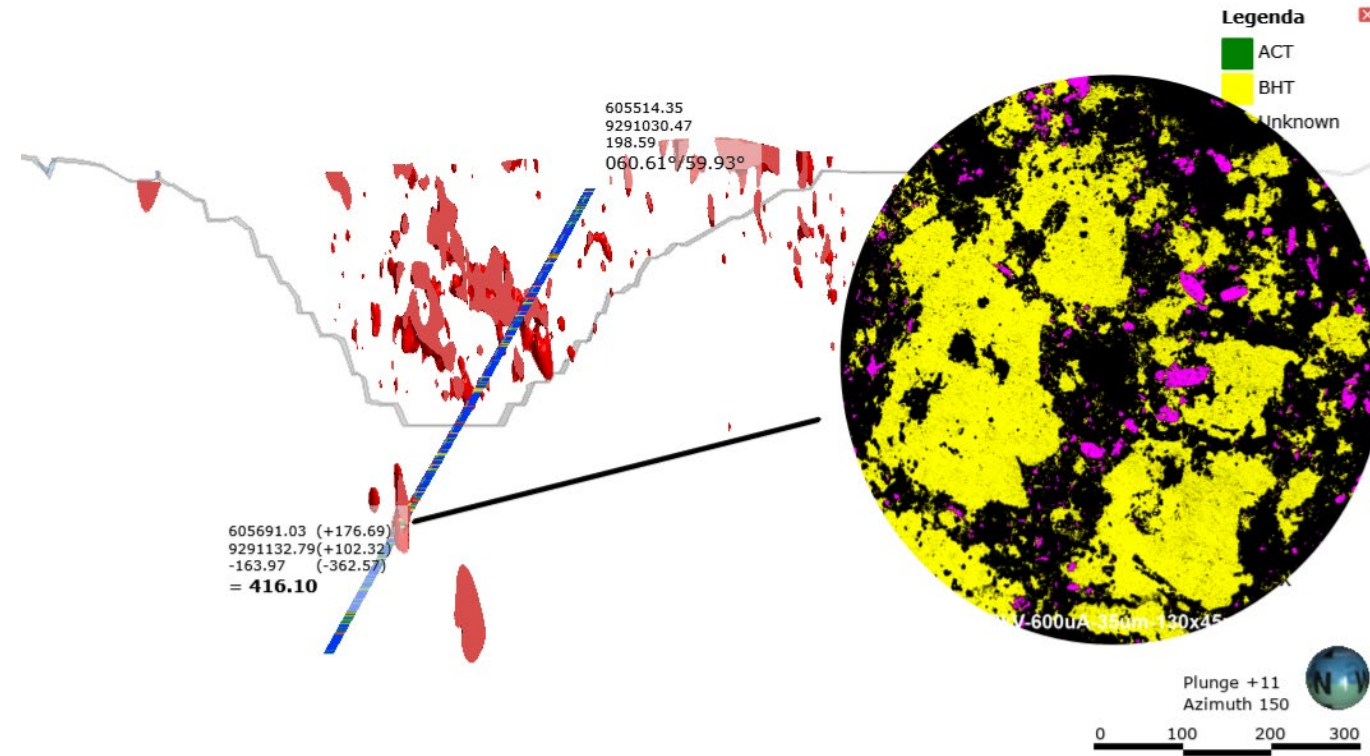 Legenda
ACT
BHT
Unknown
605514.35
9291030.47
198.59
060.61°/59.93°
605691.03 (+176.69)
9291132.79(+102.32)
-163.97 (-362.57)
= 416.10
V-600uA-35um-130x45
Plunge +11
Azimuth 150
N W
0 100 200 300